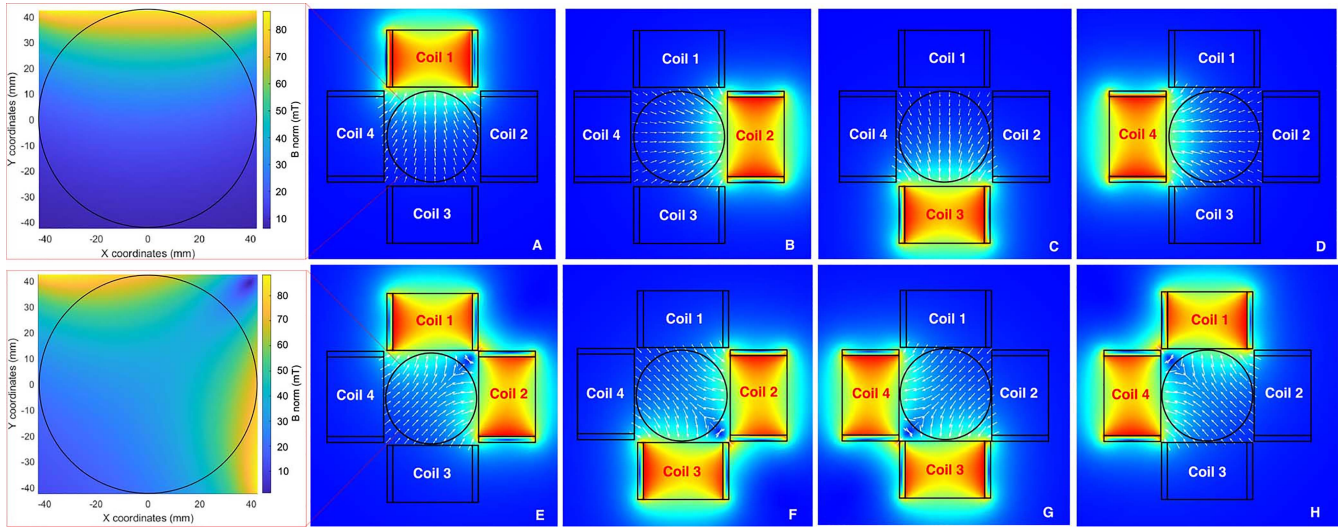 40
30
20
10
0
-10
-20
-30
-40
Y coordinates (mm)
-40 -20 0 20 40
X coordinates (mm)
80
70
60
50
40
30
20
10
B norm (mT)
Coil 1
Coil 4 Coil 2
Coil 3
A
Coil 1
Coil 4 Coil 2
Coil 3
B
Coil 1
Coil 4 Coil 2
Coil 3
C
Coil 1
Coil 4 Coil 2
Coil 3
D
40
30
20
10
0
-10
-20
-30
-40
Y coordinates (mm)
-40 -20 0 20 40
X coordinates (mm)
80
70
60
50
40
30
20
10
B norm (mT)
Coil 1
Coil 4 Coil 2
Coil 3
E
Coil 1
Coil 4 Coil 2
Coil 3
F
Coil 1
Coil 4 Coil 2
Coil 3
G
Coil 1
Coil 4 Coil 2
Coil 3
H